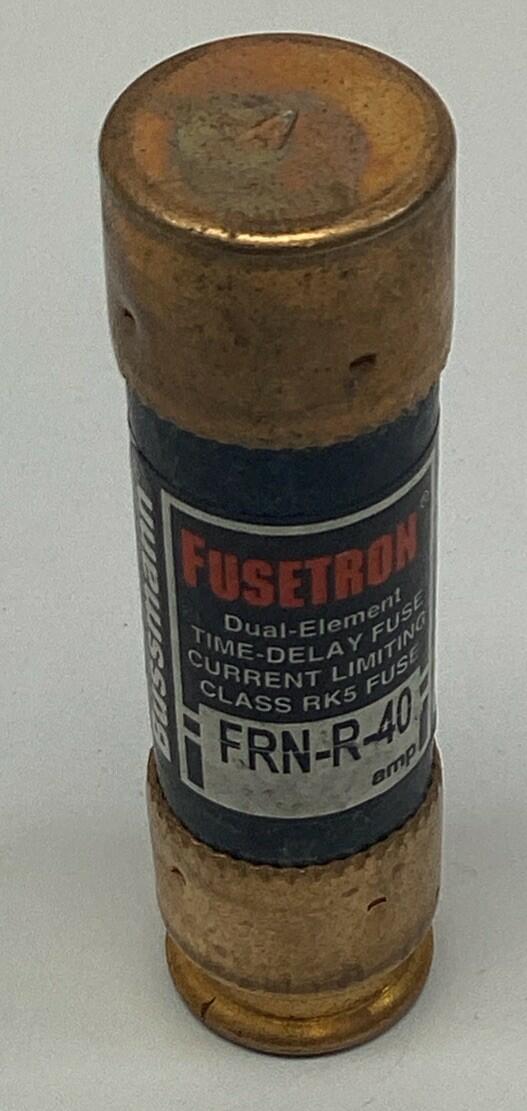 Bussmann
FUSETRON®
Dual-Element
TIME-DELAY FUSE
CURRENT LIMITING
CLASS RK5 FUSE
FRN-R-40
amp